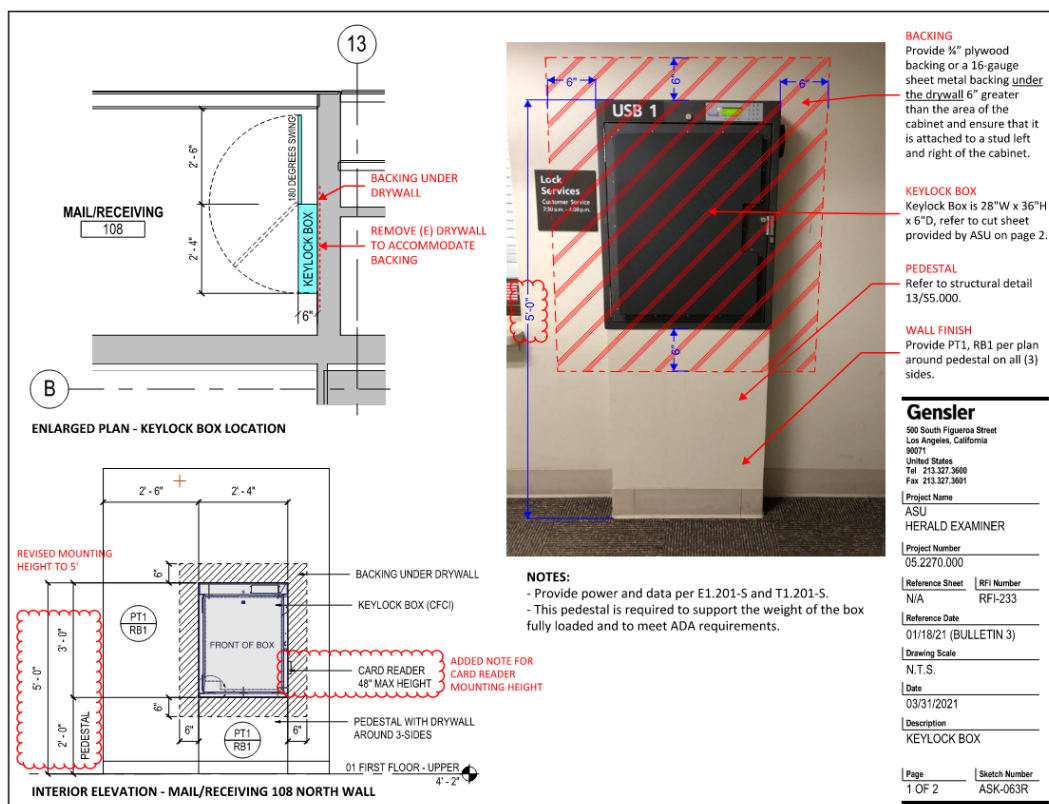 13
2' - 6"
180 DEGREES SWING
BACKING UNDER
DRYWALL
MAIL/RECEIVING
108
REMOVE (E) DRYWALL
TO ACCOMMODATE
BACKING
2' - 4"
KEYLOCK BOX
6"
B
ENLARGED PLAN - KEYLOCK BOX LOCATION
2' - 6"
2' - 4"
REVISED MOUNTING
HEIGHT TO 5'
6"
BACKING UNDER DRYWALL
KEYLOCK BOX (CFCI)
PT1
RB1
3' - 0"
5' - 0"
FRONT OF BOX
CARD READER
48" MAX HEIGHT
ADDED NOTE FOR
CARD READER
MOUNTING HEIGHT
6"
2' - 0"
PEDESTAL
6"
PT1
RB1
6"
PEDESTAL WITH DRYWALL
AROUND 3-SIDES
01 FIRST FLOOR - UPPER
4' - 2"
INTERIOR ELEVATION - MAIL/RECEIVING 108 NORTH WALL
6"
6"
6"
USB 1
Lock
Services
Customer Service
7:30 a.m. - 4:00 p.m.
5'-0"
6"
NOTES:
- Provide power and data per E1.201-S and T1.201-S.
- This pedestal is required to support the weight of the box
fully loaded and to meet ADA requirements.
BACKING
Provide ¾" plywood
backing or a 16-gauge
sheet metal backing under
the drywall 6" greater
than the area of the
cabinet and ensure that it
is attached to a stud left
and right of the cabinet.
KEYLOCK BOX
Keylock Box is 28"W x 36"H
x 6"D, refer to cut sheet
provided by ASU on page 2.
PEDESTAL
Refer to structural detail
13/S5.000.
WALL FINISH
Provide PT1, RB1 per plan
around pedestal on all (3)
sides.
Gensler
500 South Figueroa Street
Los Angeles, California
90071
United States
Tel 213.327.3600
Fax 213.327.3601
Project Name
ASU
HERALD EXAMINER
Project Number
05.2270.000
Reference Sheet RFI Number
N/A RFI-233
Reference Date
01/18/21 (BULLETIN 3)
Drawing Scale
N.T.S.
Date
03/31/2021
Description
KEYLOCK BOX
Page Sketch Number
1 OF 2 ASK-063R